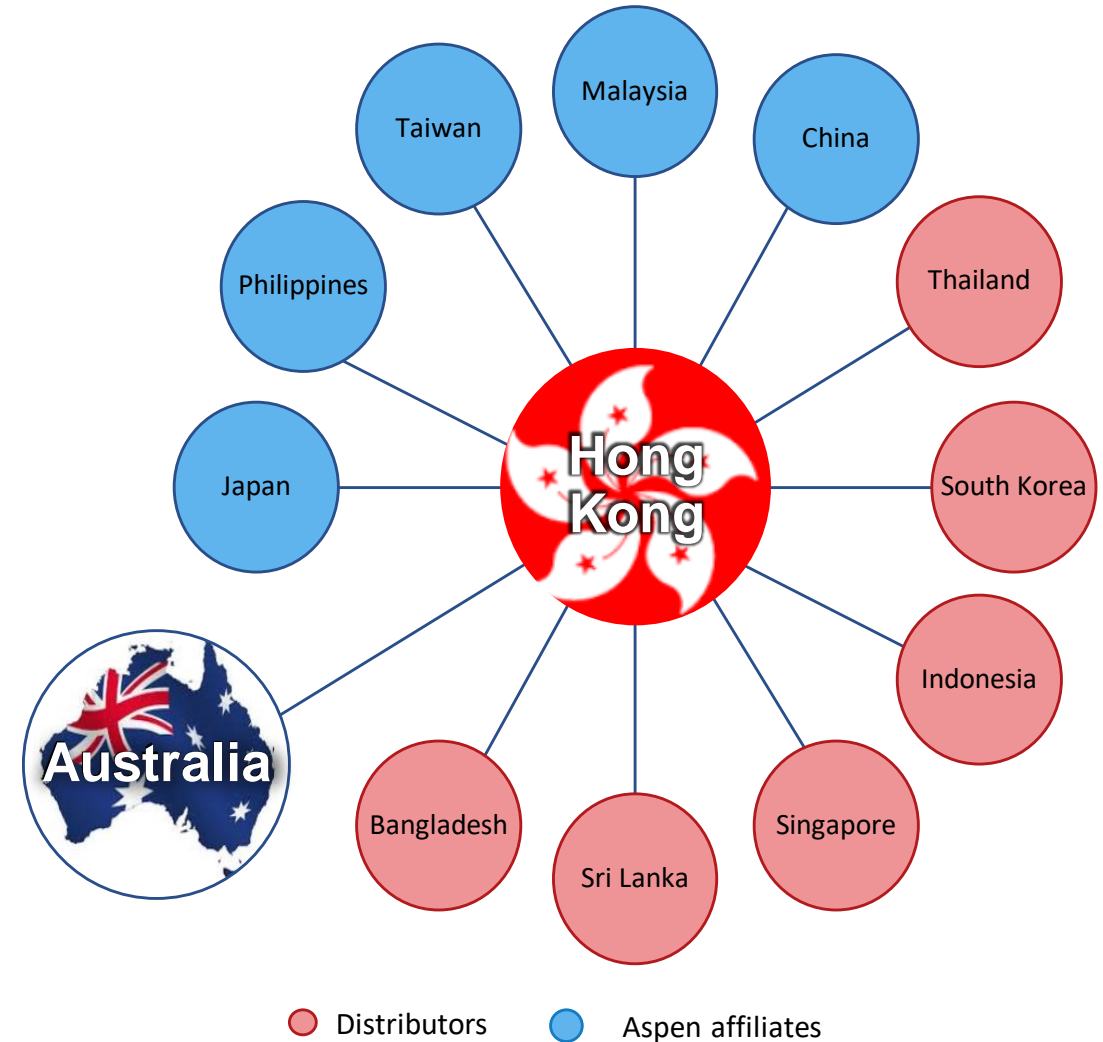 Malaysia
Taiwan
China
Philippines
Thailand
Hong
Kong
Japan
South Korea
Indonesia
Australia
Bangladesh
Singapore
Sri Lanka
Distributors
Aspen affiliates